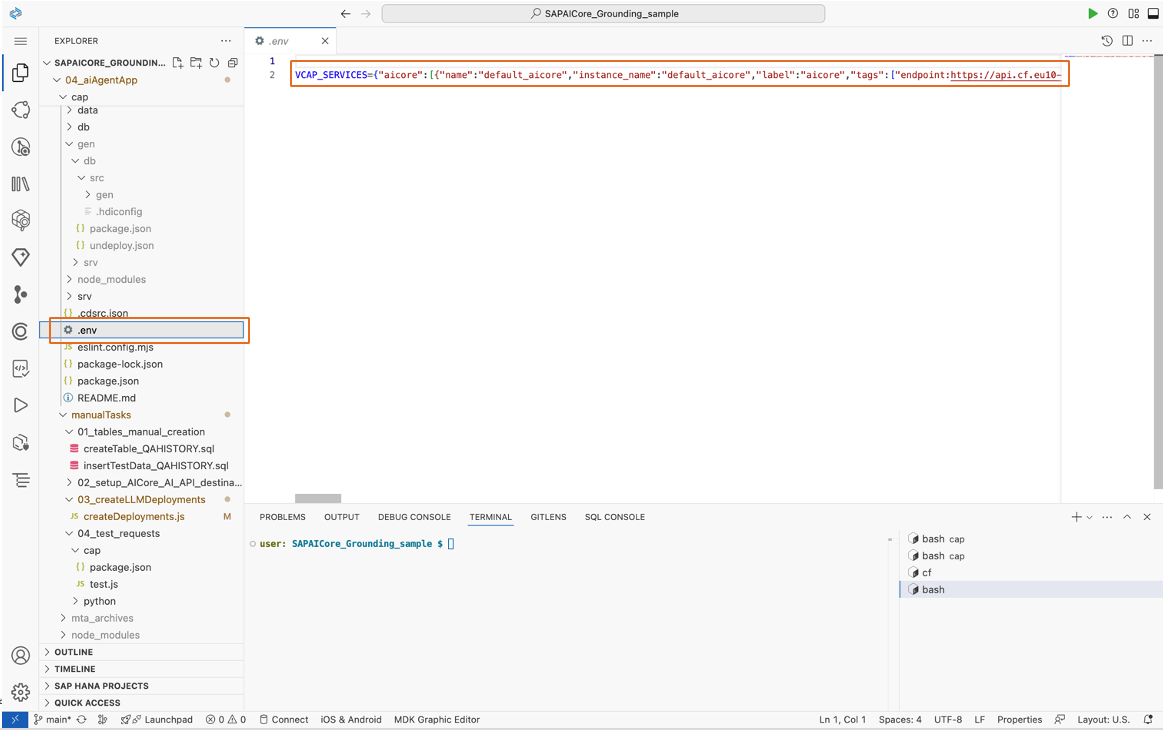 SAPAICore_Grounding_sample
EXPLORER
SAPAICORE_GROUNDIN...
04_aiAgentApp
cap
data
db
gen
db
src
gen
.hdiconfig
package.json
undeploy.json
srv
node_modules
srv
.cdsrc.json
.env
eslint.config.mjs
package-lock.json
package.json
README.md
manualTasks
01_tables_manual_creation
createTable_QAHISTORY.sql
insertTestData_QAHISTORY.sql
02_setup_AICore_AI_API_destina...
03_createLLMDeployments
createDeployments.js M
04_test_requests
cap
package.json
test.js
python
mta_archives
node_modules
OUTLINE
TIMELINE
SAP HANA PROJECTS
QUICK ACCESS
.env
1
2 VCAP_SERVICES={"aicore":[{"name":"default_aicore","instance_name":"default_aicore","label":"aicore","tags":["endpoint:https://api.cf.eu10-
PROBLEMS OUTPUT DEBUG CONSOLE TERMINAL GITLENS SQL CONSOLE
user: SAPAICore_Grounding_sample $
bash cap
bash cap
cf
bash
main* Launchpad 0 0 Connect iOS & Android MDK Graphic Editor Ln 1, Col 1 Spaces: 4 UTF-8 LF Properties Layout: U.S.